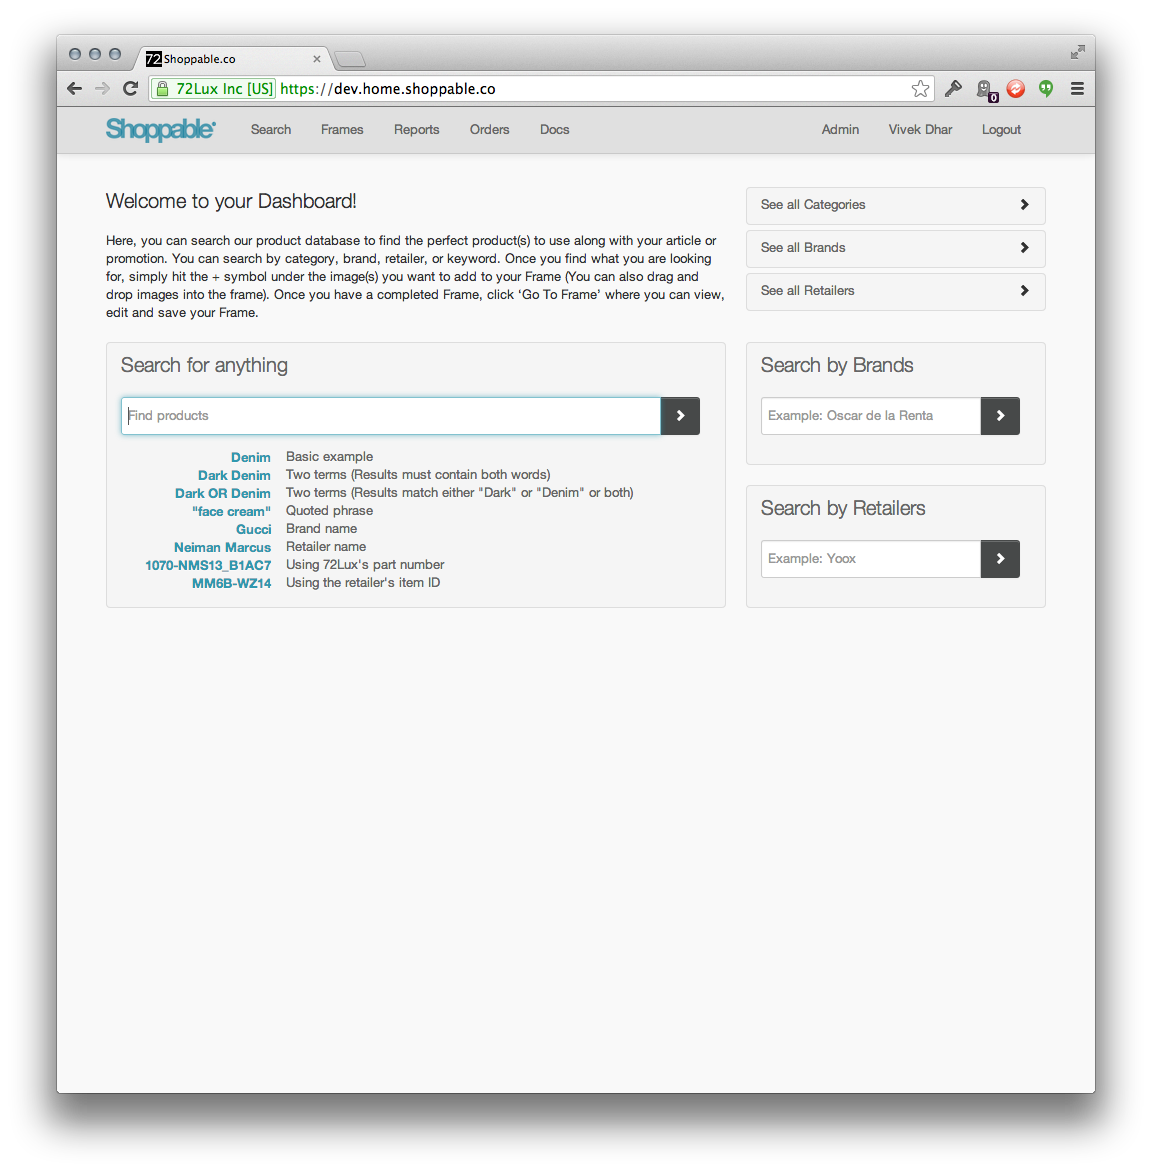 72 Shoppable.co
72Lux Inc [US] https://dev.home.shoppable.co
0
Shoppable Search Frames Reports Orders Docs Admin Vivek Dhar Logout
Welcome to your Dashboard!
Here, you can search our product database to find the perfect product(s) to use along with your article or
promotion. You can search by category, brand, retailer, or keyword. Once you find what you are looking
for, simply hit the + symbol under the image(s) you want to add to your Frame (You can also drag and
drop images into the frame). Once you have a completed Frame, click ‘Go To Frame’ where you can view,
edit and save your Frame.
See all Categories
See all Brands
See all Retailers
Search for anything
Find products
Denim Basic example
Dark Denim Two terms (Results must contain both words)
Dark OR Denim Two terms (Results match either "Dark" or "Denim" or both)
"face cream" Quoted phrase
Gucci Brand name
Neiman Marcus Retailer name
1070-NMS13_B1AC7 Using 72Lux's part number
MM6B-WZ14 Using the retailer's item ID
Search by Brands
Example: Oscar de la Renta
Search by Retailers
Example: Yoox